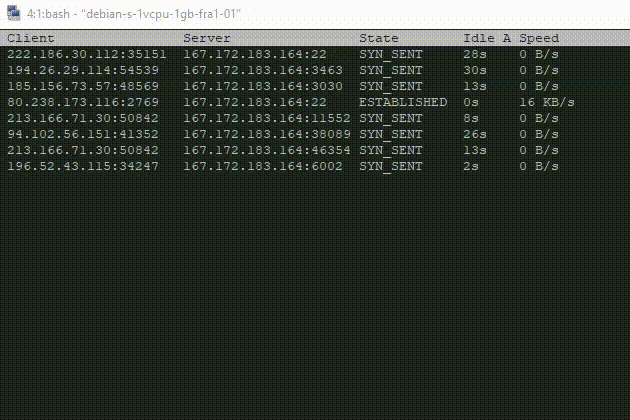 4:1:bash - "debian-s-1vcpu-1gb-fra1-01"
Client Server State Idle A Speed
222.186.30.112:35151 167.172.183.164:22 SYN_SENT 28s 0 B/s
194.26.29.114:54539 167.172.183.164:3463 SYN_SENT 30s 0 B/s
185.156.73.57:48569 167.172.183.164:3030 SYN_SENT 13s 0 B/s
80.238.173.116:2769 167.172.183.164:22 ESTABLISHED 0s 16 KB/s
213.166.71.30:50842 167.172.183.164:11552 SYN_SENT 8s 0 B/s
94.102.56.151:41352 167.172.183.164:38089 SYN_SENT 26s 0 B/s
213.166.71.30:50842 167.172.183.164:46354 SYN_SENT 13s 0 B/s
196.52.43.115:34247 167.172.183.164:6002 SYN_SENT 2s 0 B/s